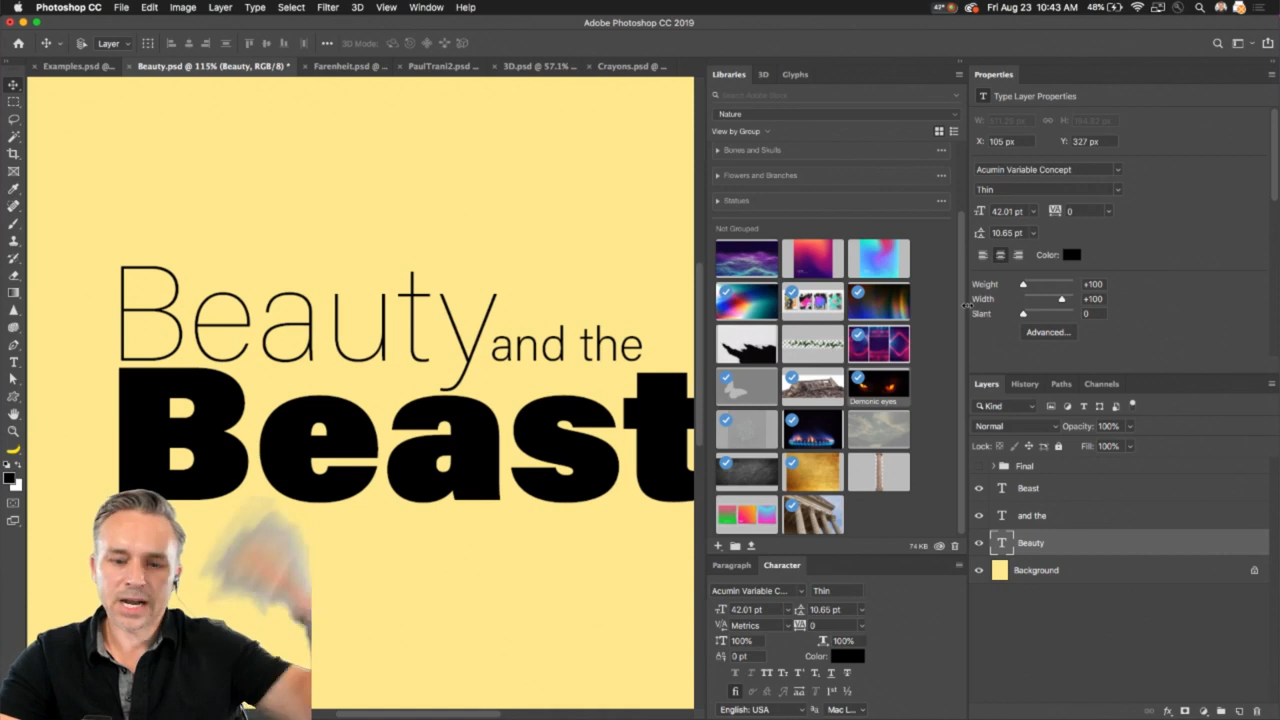 Photoshop CC File Edit Image Layer Type Select Filter 3D View Window Help
43° Fri Aug 23 10:43 AM 48%
Adobe Photoshop CC 2019
Layer 3D Mode:
Examples.psd @... Beauty.psd @ 115% (Beauty, RGB/8) * Farenheit.psd @ ... PaulTrani2.psd ... 3D.psd @ 57.1% ... Crayons.psd @ ...
Beauty and the
Beast
Libraries 3D Glyphs
Search Adobe Stock
Nature
View by Group
Bones and Skulls
Flowers and Branches
Statues
Not Grouped
Demonic eyes
74 KB
Paragraph Character
Acumin Variable C... Thin
42.01 pt 10.65 pt
Metrics 0
100% 100%
0 pt Color:
English: USA Mac L...
Properties
Type Layer Properties
X: 105 px Y: 327 px
Acumin Variable Concept
Thin
42.01 pt 0
10.65 pt
Color:
Weight +100
Width +100
Slant 0
Advanced...
Layers History Paths Channels
Kind
Normal Opacity: 100%
Lock: Fill: 100%
Final
Beast
and the
Beauty
Background